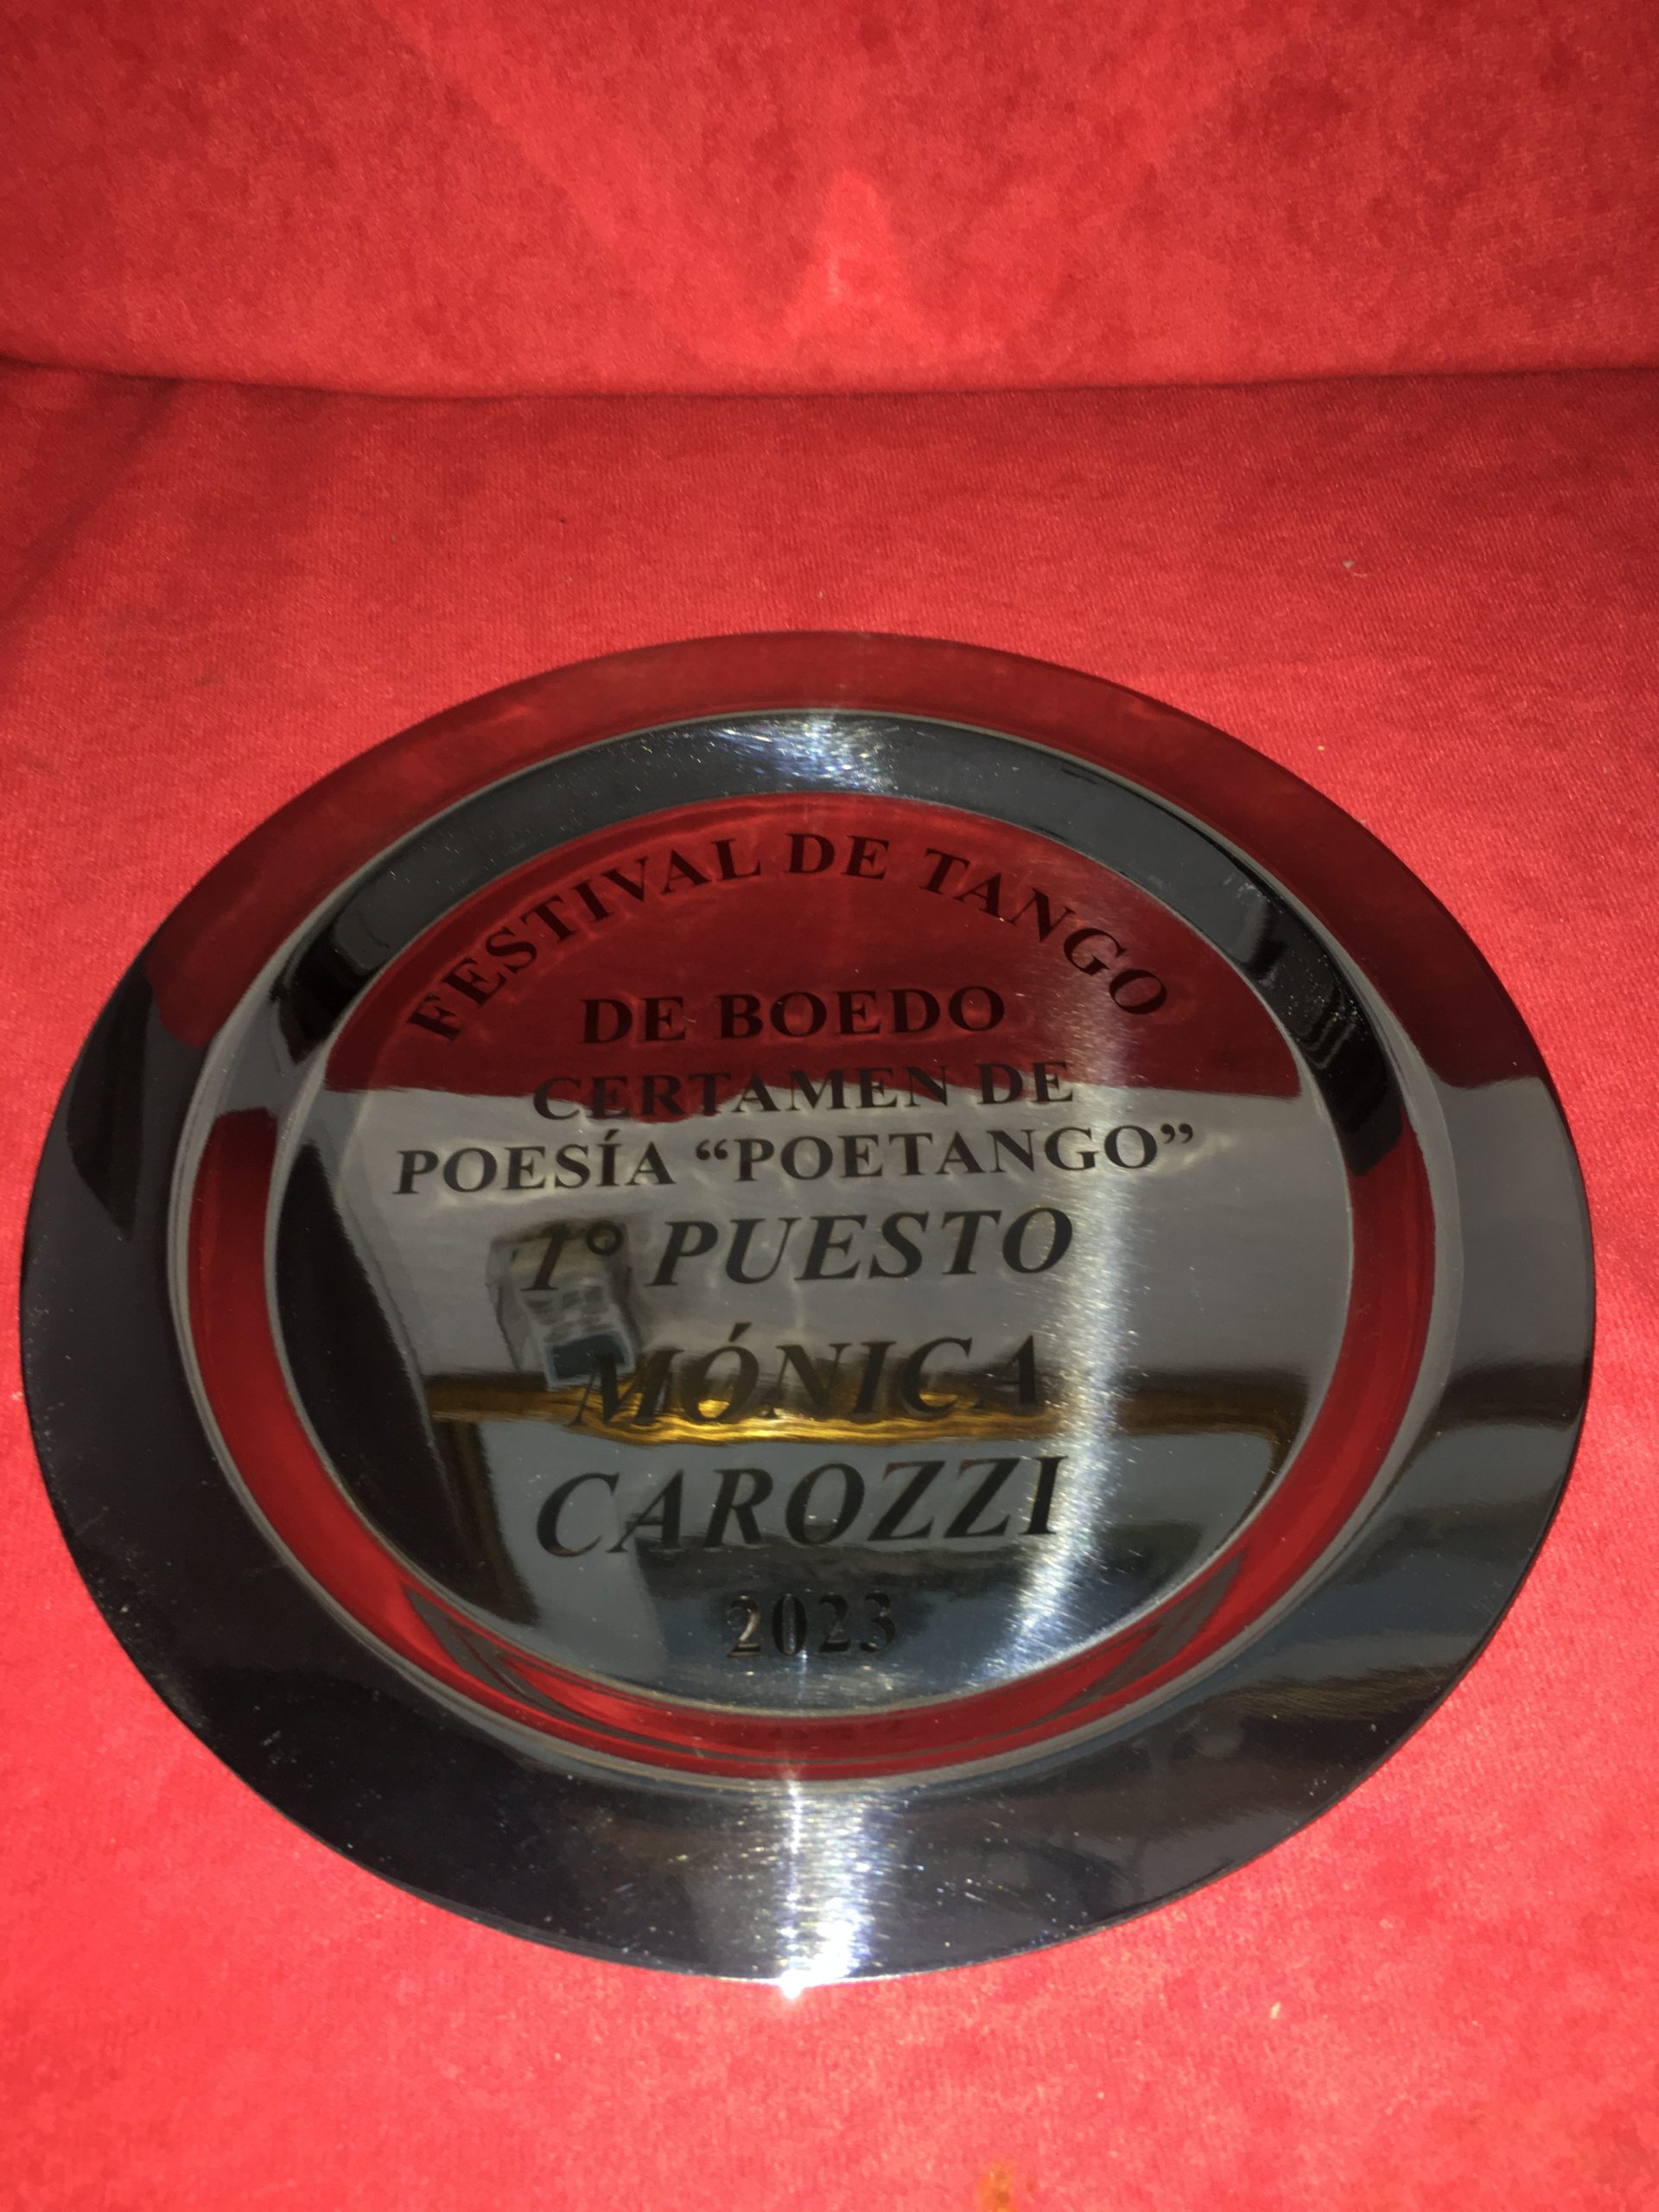 FESTIVAL DE TANGO
DE BOEDO
CERTAMEN DE
POESÍA “POETANGO”
1° PUESTO
MÓNICA
CAROZZI
2023